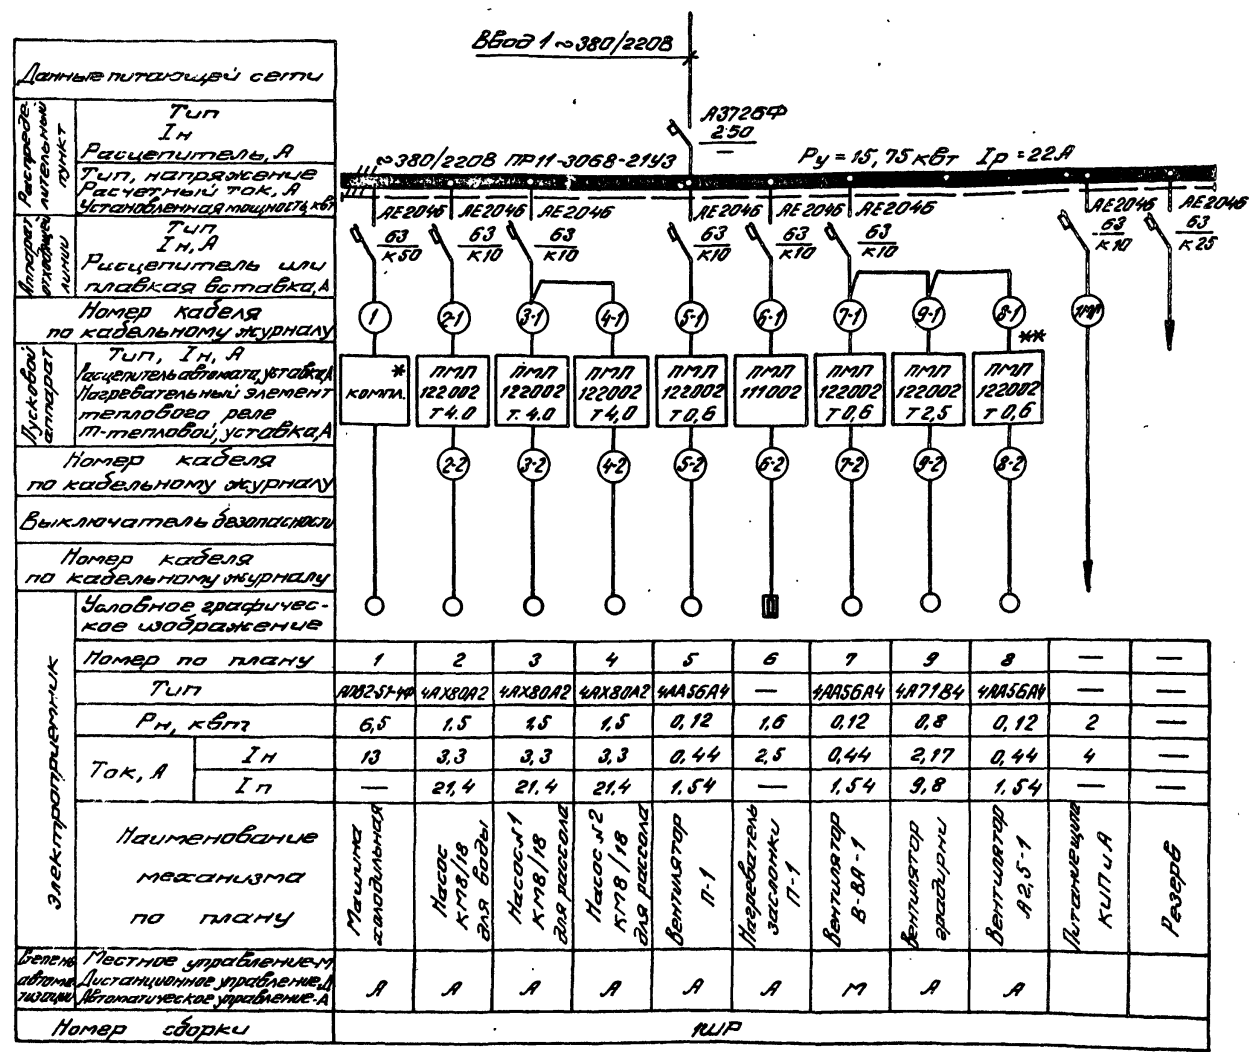 Ввод 1 ~380/220В
Данные питающей сети
Распределительный пункт
Тип
Iн
Расцепитель, А
А3726Ф
250
—
Тип, напряжение
Расчетный ток, А
Установленная мощность, кВт
~380/220В ПР11-3068-21У3
Ру = 15,75 кВт Iр = 22А
Аппарат отходящей линии
Тип
Iн, А
Расцепитель или
плавкая вставка, А
АЕ2046 АЕ2046 АЕ2046 АЕ2046 АЕ2046 АЕ2046 АЕ2046 АЕ2046
63 63 63 63 63 63 63 63
к50 к10 к10 к10 к10 к10 к10 к25
Номер кабеля
по кабельному журналу
1 2-1 3-1 4-1 5-1 6-1 7-1 9-1 8-1
Пусковой аппарат
Тип, Iн, А
Расцепитель автомата, уставка, А
Нагревательный элемент
теплового реле
т-тепловой, уставка, А
* **
компл. ПМЛ ПМЛ ПМЛ ПМЛ ПМЛ ПМЛ ПМЛ ПМЛ
122002 122002 122002 122002 111002 122002 122002 122002
Т 4.0 Т. 4.0 Т 4,0 Т 0,6 Т 0,6 Т 2,5 Т 0,6
Номер кабеля
по кабельному журналу
2-2 3-2 4-2 5-2 6-2 7-2 9-2 8-2
Выключатель безопасности
Номер кабеля
по кабельному журналу
Электроприемник
Условное графичес-
кое изображение
Номер по плану 1 2 3 4 5 6 7 9 8 — —
Тип АО82-51-4Ф 4АХ80А2 4АХ80А2 4АХ80А2 4АА56А4 — 4АА56А4 4А71В4 4АА56А4 — —
Рн, кВт 6,5 1,5 1,5 1,5 0,12 1,6 0,12 0,8 0,12 2 —
Ток, А
Iн 13 3,3 3,3 3,3 0,44 2,5 0,44 2,17 0,44 4 —
Iп — 21,4 21,4 21,4 1,54 — 1,54 9,8 1,54 — —
Наименование
механизма
по плану
Машина холодильная
Насос КМ8/18 для воды
Насос №1 КМ8/18 для рассола
Насос №2 КМ8/18 для рассола
Вентилятор П-1
Нагреватель заслонки П-1
Вентилятор В-ВА-1
Вентилятор градирни
Вентилятор А2,5-1
Питание щита КИП и А
Резерв
Степень автоматизации
Местное управление-М
Дистанционное управление-Д
Автоматическое управление-А
А А А А А А М А А
Номер сборки
1ШР